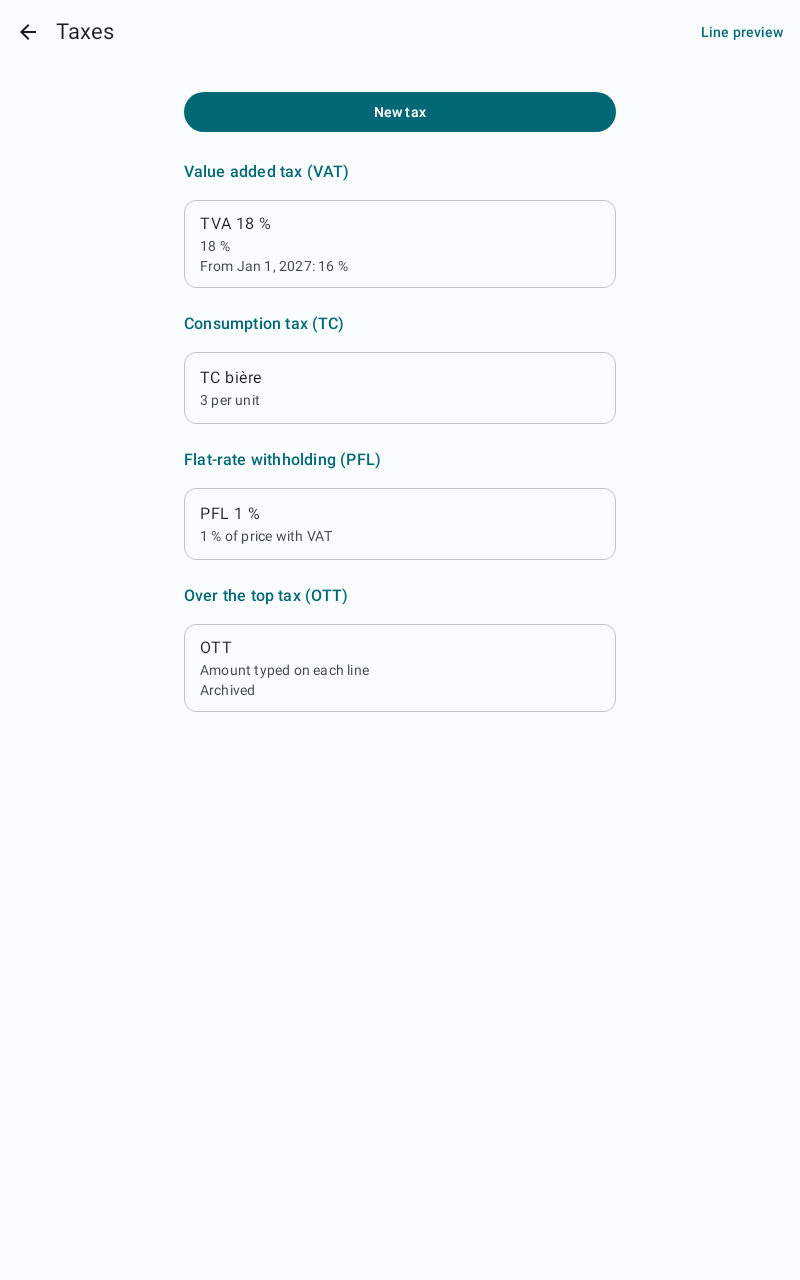 Taxes
Line preview
New tax
Value added tax (VAT)
TVA 18 %
18 %
From Jan 1, 2027: 16 %
Consumption tax (TC)
TC bière
3 per unit
Flat-rate withholding (PFL)
PFL 1 %
1 % of price with VAT
Over the top tax (OTT)
OTT
Amount typed on each line
Archived